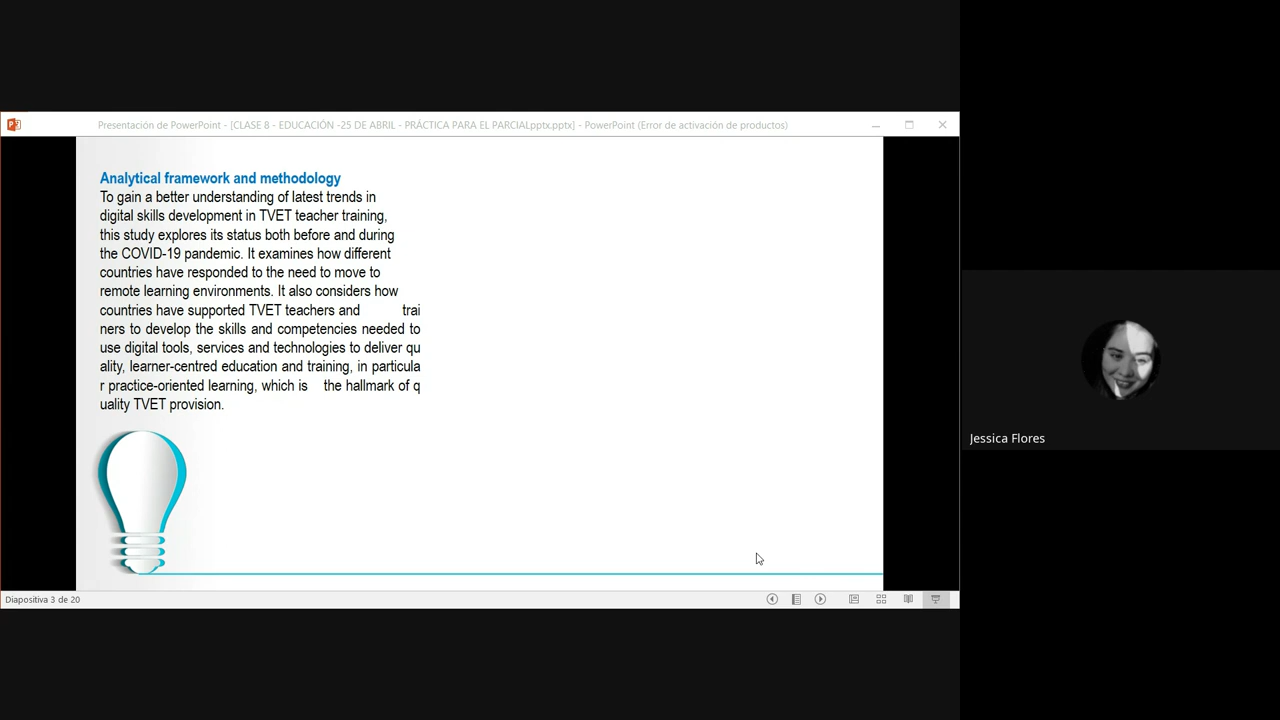 Presentación de PowerPoint - [CLASE 8 - EDUCACIÓN -25 DE ABRIL - PRÁCTICA PARA EL PARCIALpptx.pptx] - PowerPoint (Error de activación de productos)
Analytical framework and methodology
To gain a better understanding of latest trends in
digital skills development in TVET teacher training,
this study explores its status both before and during
the COVID-19 pandemic. It examines how different
countries have responded to the need to move to
remote learning environments. It also considers how
countries have supported TVET teachers and trai
ners to develop the skills and competencies needed to
use digital tools, services and technologies to deliver qu
ality, learner-centred education and training, in particula
r practice-oriented learning, which is the hallmark of q
uality TVET provision.
Jessica Flores
Diapositiva 3 de 20